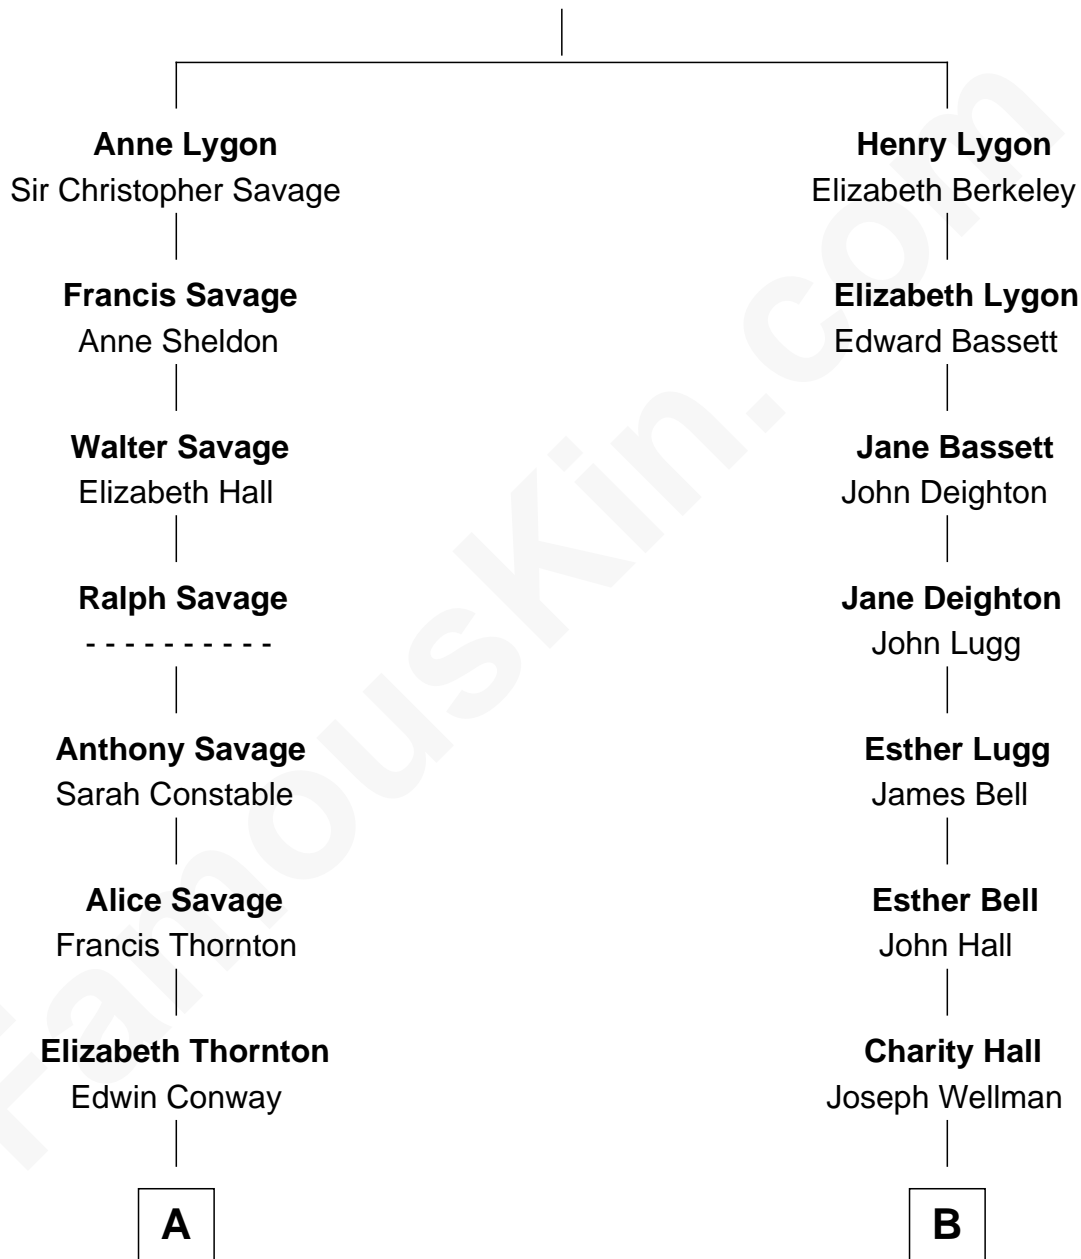 Anne Lygon
Sir Christopher Savage
Henry Lygon
Elizabeth Berkeley
Francis Savage
Anne Sheldon
Elizabeth Lygon
Edward Bassett
Walter Savage
Elizabeth Hall
Jane Bassett
John Deighton
Ralph Savage
- - - - - - - - - -
Jane Deighton
John Lugg
Anthony Savage
Sarah Constable
Esther Lugg
James Bell
Alice Savage
Francis Thornton
Esther Bell
John Hall
Elizabeth Thornton
Edwin Conway
Charity Hall
Joseph Wellman
A
B
FamousKin.com